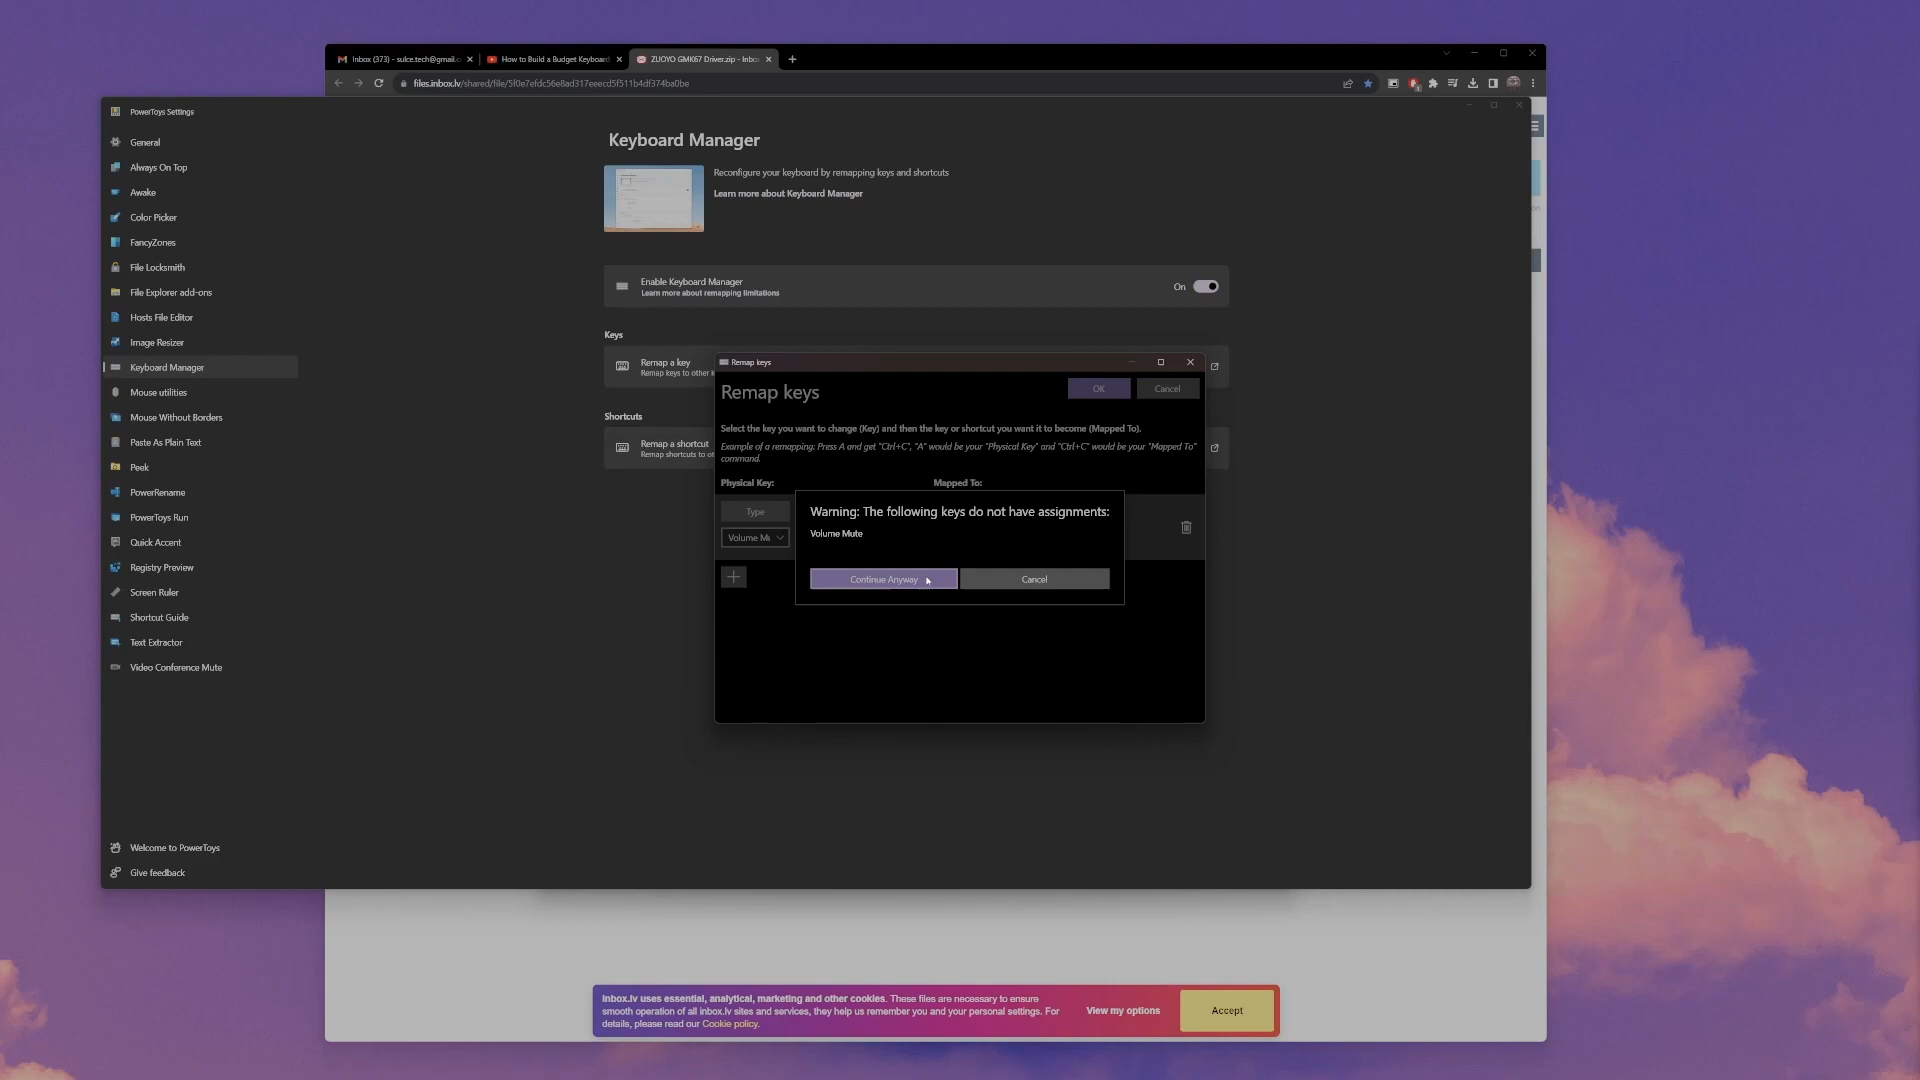 Inbox (373) - sulce.tech@gmail.c
How to Build a Budget Keyboard
ZUOYO GMK67 Driver.zip - Inbo
files.inbox.lv/shared/file/5f0e7efdc56e8ad317eeecd5f511b4df374ba0be
PowerToys Settings
General
Always On Top
Awake
Color Picker
FancyZones
File Locksmith
File Explorer add-ons
Hosts File Editor
Image Resizer
Keyboard Manager
Mouse utilities
Mouse Without Borders
Paste As Plain Text
Peek
PowerRename
PowerToys Run
Quick Accent
Registry Preview
Screen Ruler
Shortcut Guide
Text Extractor
Video Conference Mute
Welcome to PowerToys
Give feedback
Keyboard Manager
Reconfigure your keyboard by remapping keys and shortcuts
Learn more about Keyboard Manager
Enable Keyboard Manager
Learn more about remapping limitations
On
Keys
Remap a key
Remap keys to other
Shortcuts
Remap a shortcut
Remap shortcuts to ot
Remap keys
Remap keys
OK
Cancel
Select the key you want to change (Key) and then the key or shortcut you want it to become (Mapped To).
Example of a remapping: Press A and get "Ctrl+C", "A" would be your "Physical Key" and "Ctrl+C" would be your "Mapped To"
command.
Physical Key:
Mapped To:
Type
Volume Mu
Warning: The following keys do not have assignments:
Volume Mute
Continue Anyway
Cancel
Inbox.lv uses essential, analytical, marketing and other cookies. These files are necessary to ensure
smooth operation of all inbox.lv sites and services, they help us remember you and your personal settings. For
details, please read our Cookie policy.
View my options
Accept